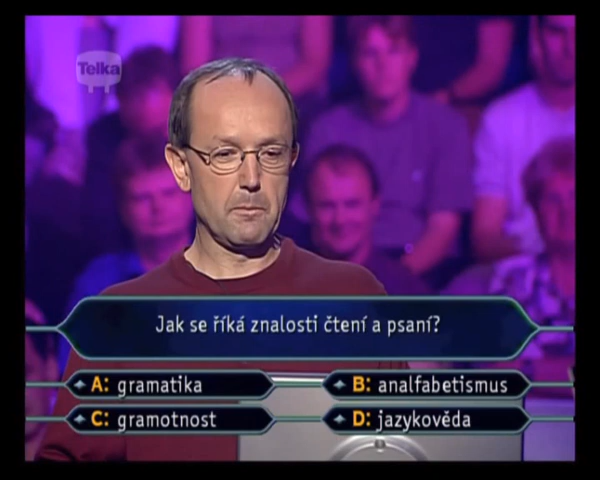 Telka
Jak se říká znalosti čtení a psaní?
A: gramatika
B: analfabetismus
C: gramotnost
D: jazykověda